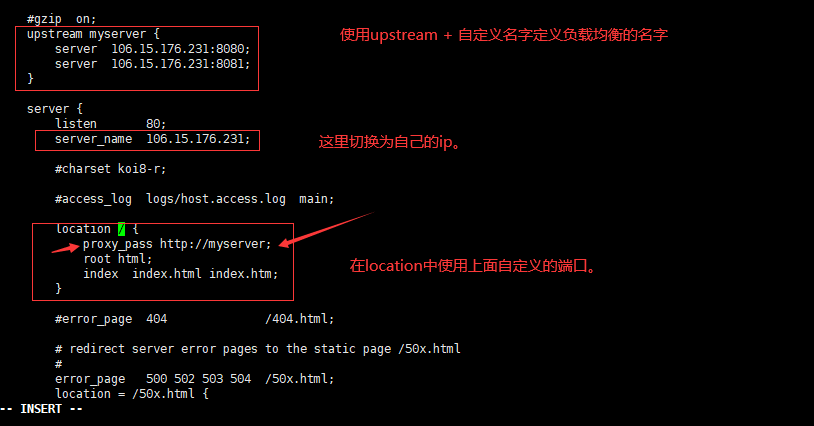 #gzip  on;
upstream myserver {
使用upstream + 自定义名字定义负载均衡的名字
server  106.15.176.231:8080;
server  106.15.176.231:8081;
}
server {
listen       80;
server_name  106.15.176.231;
这里切换为自己的ip。
#charset koi8-r;
#access_log  logs/host.access.log  main;
location / {
proxy_pass http://myserver;
root html;
在location中使用上面自定义的端口。
index  index.html index.htm;
}
#error_page  404              /404.html;
# redirect server error pages to the static page /50x.html
#
error_page   500 502 503 504  /50x.html;
location = /50x.html {
-- INSERT --